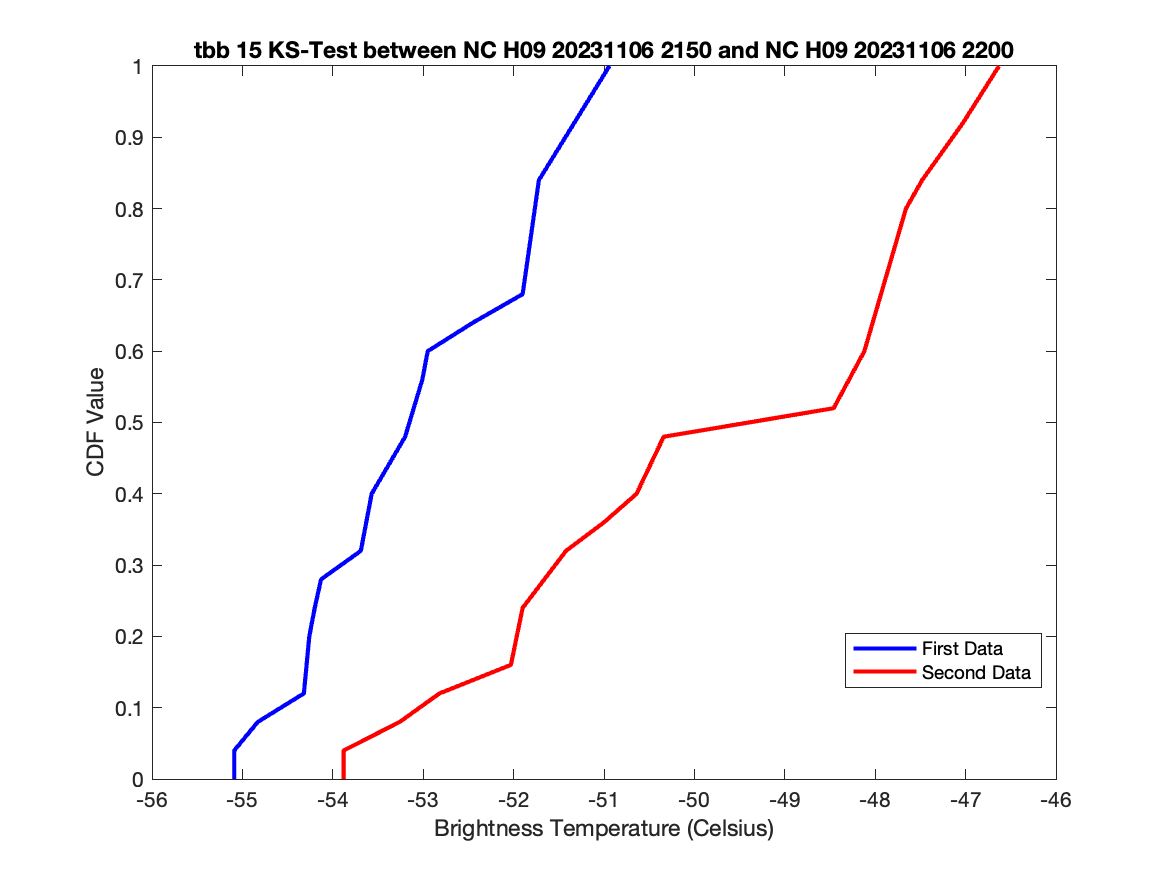 tbb 15 KS-Test between NC H09 20231106 2150 and NC H09 20231106 2200
1
0.9
0.8
0.7
0.6
0.5
0.4
0.3
0.2
0.1
0
CDF Value
First Data
Second Data
-56 -55 -54 -53 -52 -51 -50 -49 -48 -47 -46
Brightness Temperature (Celsius)